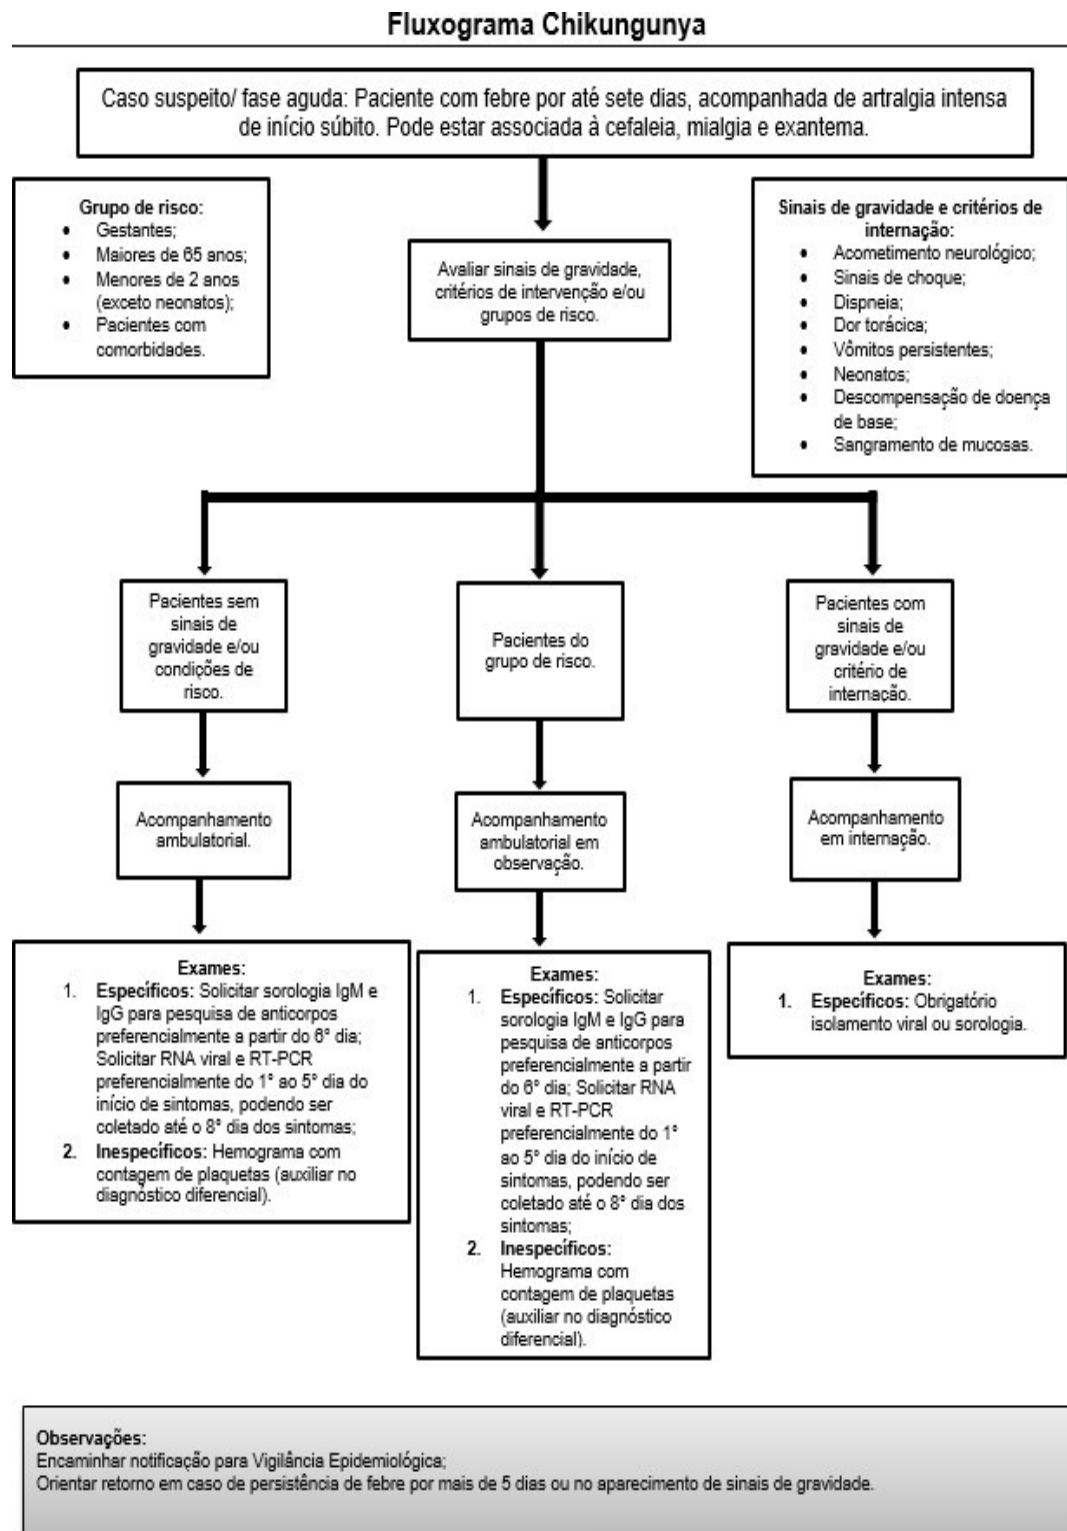 Fluxograma Chikungunya
Caso suspeito/ fase aguda: Paciente com febre por até sete dias, acompanhada de artralgia intensa
de início súbito. Pode estar associada à cefaleia, mialgia e exantema.
Grupo de risco:
• Gestantes;
• Maiores de 65 anos;
• Menores de 2 anos
(exceto neonatos);
• Pacientes com
comorbidades.
Avaliar sinais de gravidade,
critérios de intervenção e/ou
grupos de risco.
Sinais de gravidade e critérios de
internação:
• Acometimento neurológico;
• Sinais de choque;
• Dispneia;
• Dor torácica;
• Vômitos persistentes;
• Neonatos;
• Descompensação de doença
de base;
• Sangramento de mucosas.
Pacientes sem
sinais de
gravidade e/ou
condições de
risco.
Pacientes do
grupo de risco.
Pacientes com
sinais de
gravidade e/ou
critério de
internação.
Acompanhamento
ambulatorial.
Acompanhamento
ambulatorial em
observação.
Acompanhamento
em internação.
Exames:
1. Específicos: Solicitar sorologia IgM e
IgG para pesquisa de anticorpos
preferencialmente a partir do 6° dia;
Solicitar RNA viral e RT-PCR
preferencialmente do 1° ao 5° dia do
início de sintomas, podendo ser
coletado até o 8° dia dos sintomas;
2. Inespecíficos: Hemograma com
contagem de plaquetas (auxiliar no
diagnóstico diferencial).
Exames:
1. Específicos: Solicitar
sorologia IgM e IgG para
pesquisa de anticorpos
preferencialmente a partir
do 6° dia; Solicitar RNA
viral e RT-PCR
preferencialmente do 1°
ao 5° dia do início de
sintomas, podendo ser
coletado até o 8° dia dos
sintomas;
2. Inespecíficos:
Hemograma com
contagem de plaquetas
(auxiliar no diagnóstico
diferencial).
Exames:
1. Específicos: Obrigatório
isolamento viral ou sorologia.
Observações:
Encaminhar notificação para Vigilância Epidemiológica;
Orientar retorno em caso de persistência de febre por mais de 5 dias ou no aparecimento de sinais de gravidade.